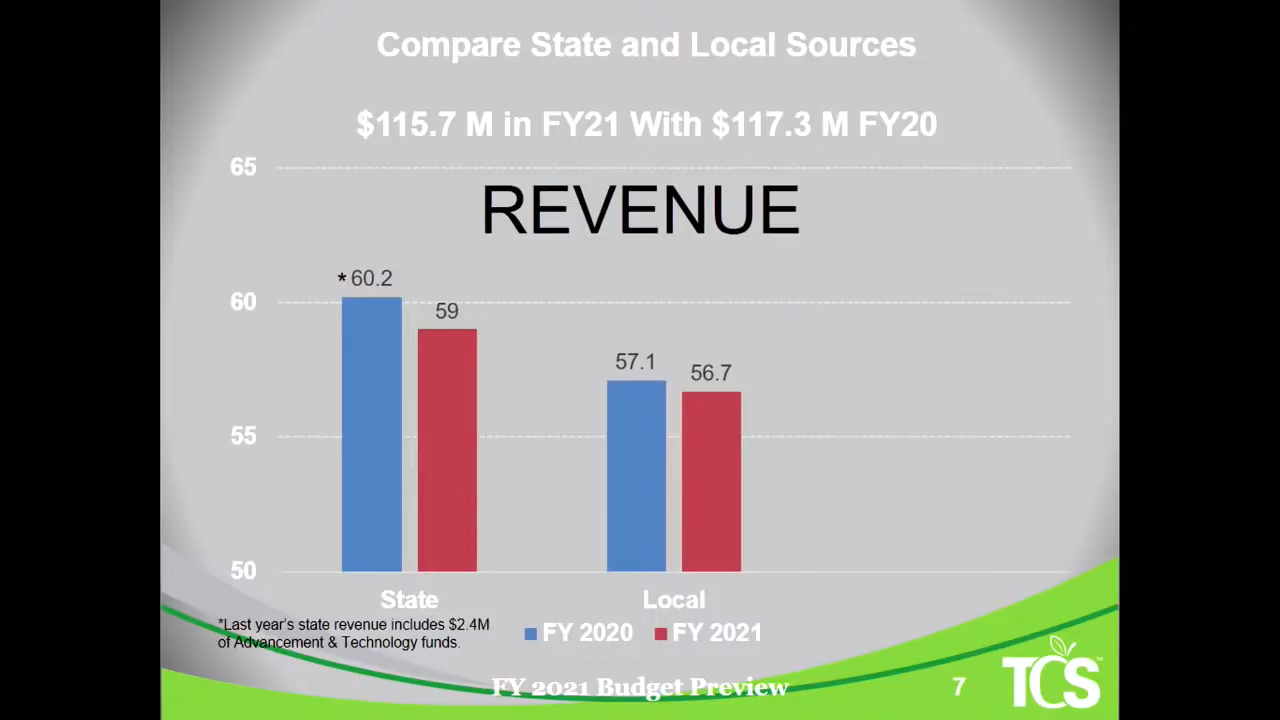 Compare State and Local Sources
$115.7 M in FY21 With $117.3 M FY20
65
REVENUE
*60.2
60
59
57.1
56.7
55
50
State
Local
*Last year's state revenue includes $2.4M
of Advancement & Technology funds.
FY 2020
FY 2021
FY 2021 Budget Preview
7
TCS™